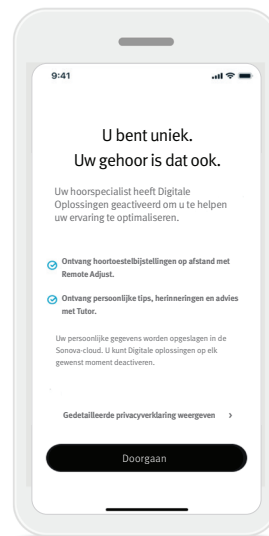 9:41
U bent uniek.
Uw gehoor is dat ook.
Uw hoorspecialist heeft Digitale
Oplossingen geactiveerd om u te helpen
uw ervaring te optimaliseren.
Ontvang hoortoestelbijstellingen op afstand met
Remote Adjust.
Ontvang persoonlijke tips, herinneringen en advies
met Tutor.
Uw persoonlijke gegevens worden opgeslagen in de
Sonova-cloud. U kunt Digitale oplossingen op elk
gewenst moment deactiveren.
Gedetailleerde privacyverklaring weergeven ›
Doorgaan